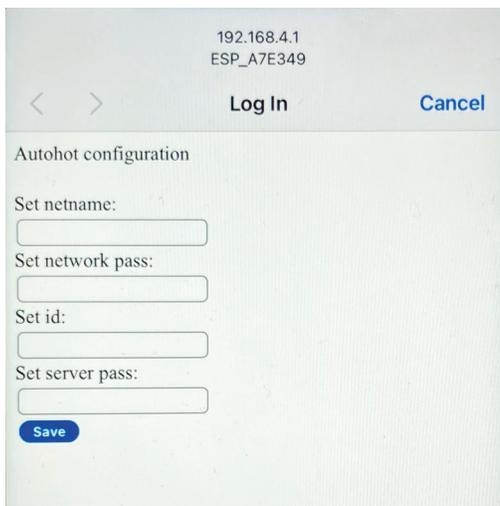 192.168.4.1
ESP_A7E349
Log In
Cancel
Autohot configuration
Set netname:
Set network pass:
Set id:
Set server pass:
Save